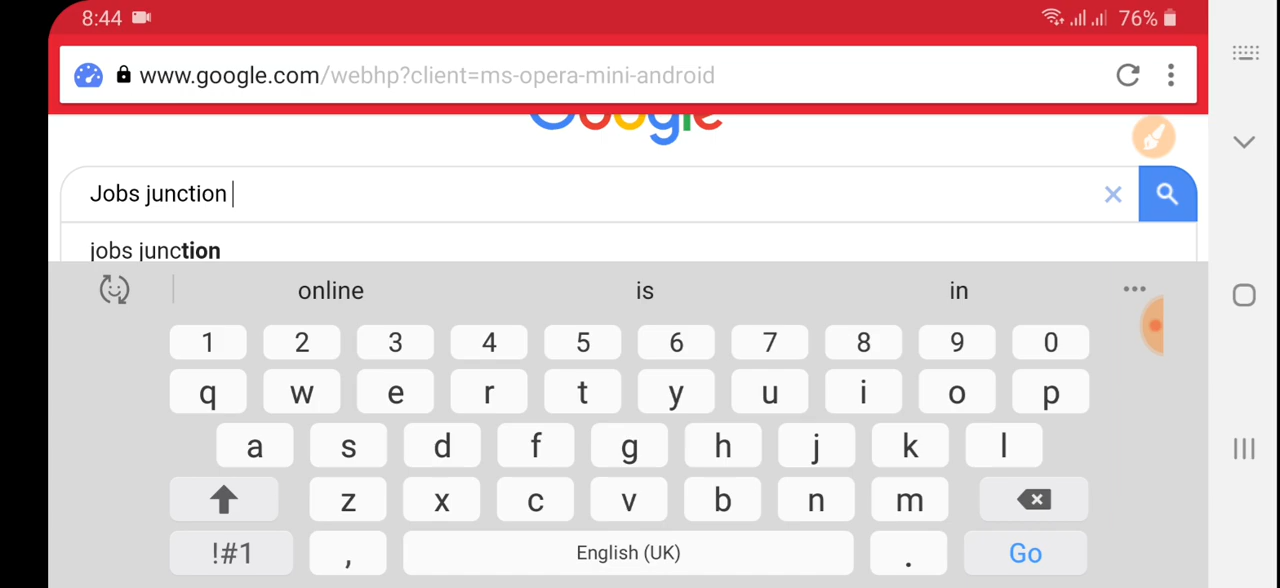 8:44 76%
www.google.com/webhp?client=ms-opera-mini-android
Google
Jobs junction
jobs junction
online is in
1 2 3 4 5 6 7 8 9 0
q w e r t y u i o p
a s d f g h j k l
z x c v b n m
!#1 , English (UK) . Go